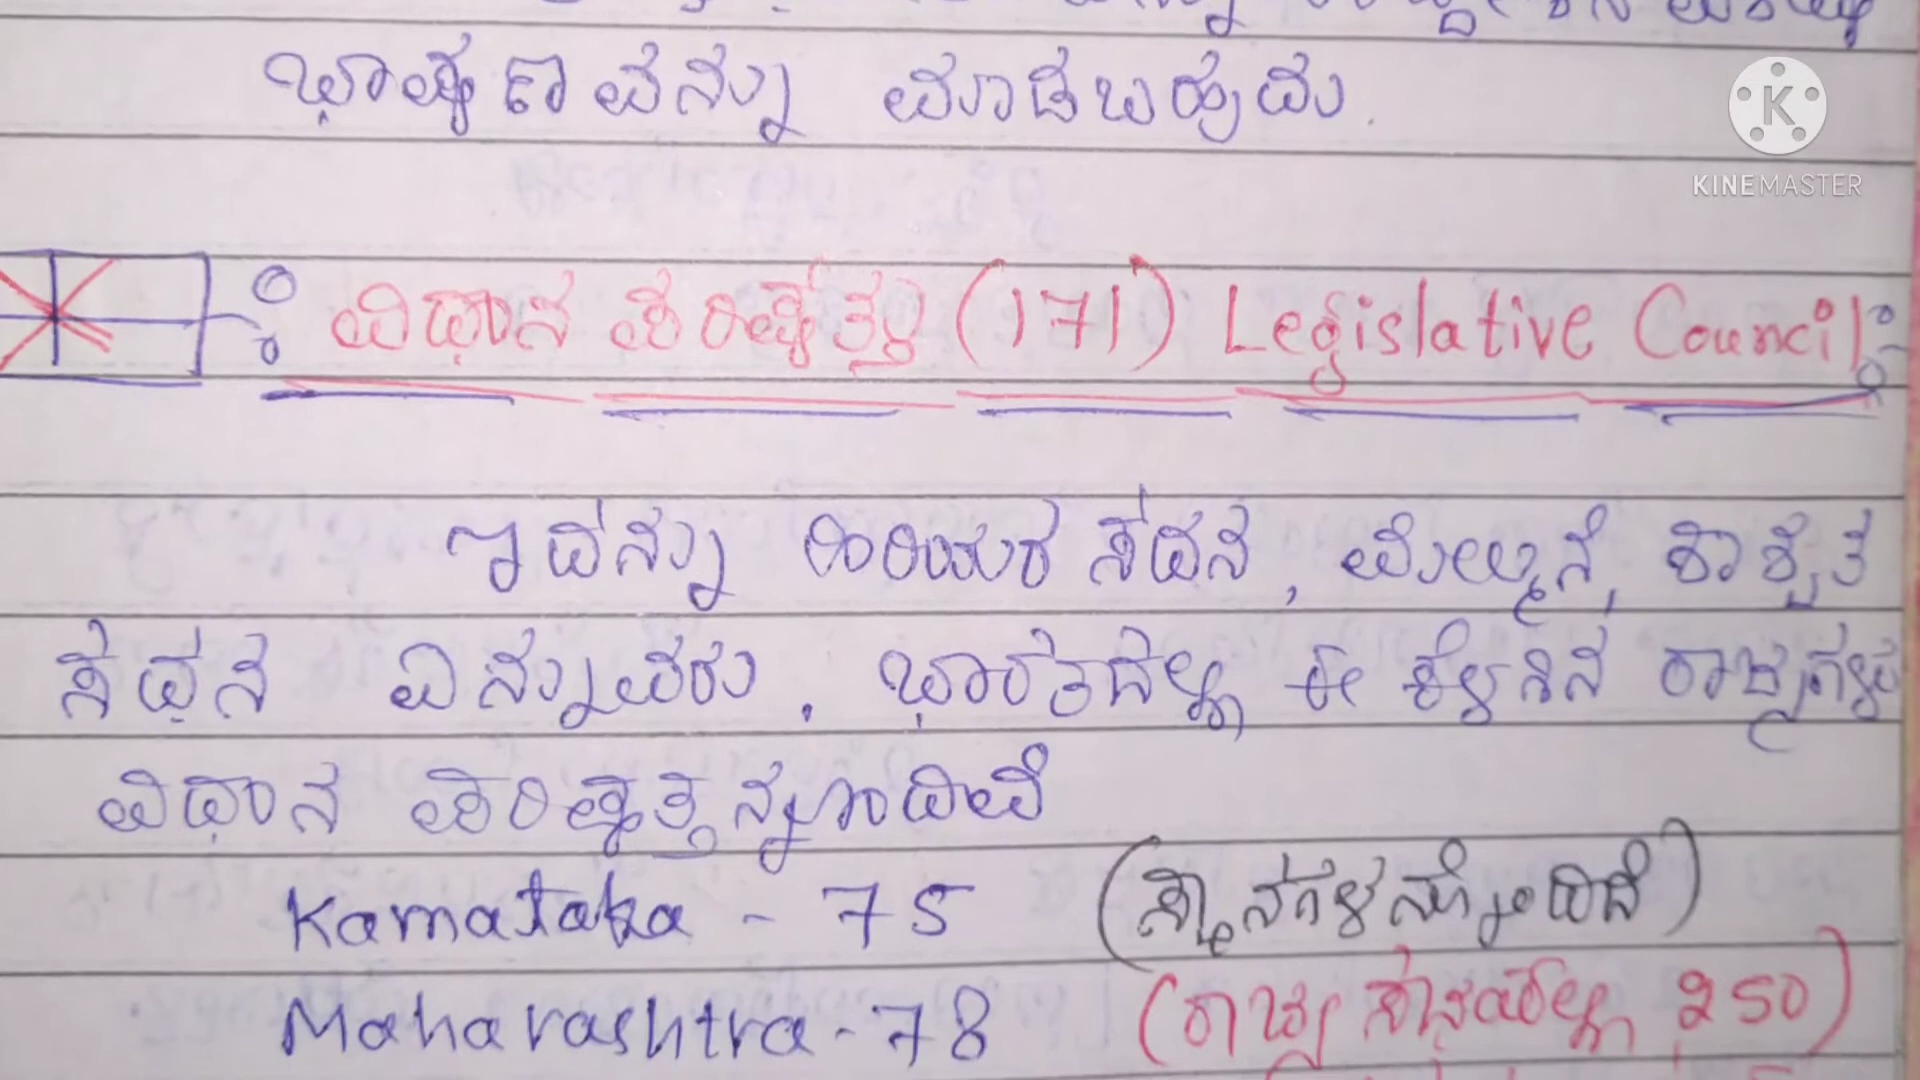 ಭಾಷಣವನ್ನು ಮಾಡಬಹುದು.
K
KINEMASTER
: ವಿಧಾನ ಪರಿಷತ್ತು (171) Legislative Council :
ಇದನ್ನು ಹಿರಿಯರ ಸದನ, ಮೇಲ್ಮನೆ, ಶಾಶ್ವತ
ಸದನ ಎನ್ನುವರು. ಭಾರತದಲ್ಲಿ ಈ ಕೆಳಗಿನ ರಾಜ್ಯಗಳು
ವಿಧಾನ ಪರಿಷತ್ತನ್ನೊಂದಿವೆ
Karnataka - 75 (ಸ್ಥಾನಗಳನ್ನೊಂದಿದೆ)
Maharashtra - 78 (ರಾಜ್ಯಸಭೆಯಲ್ಲಿ 250)